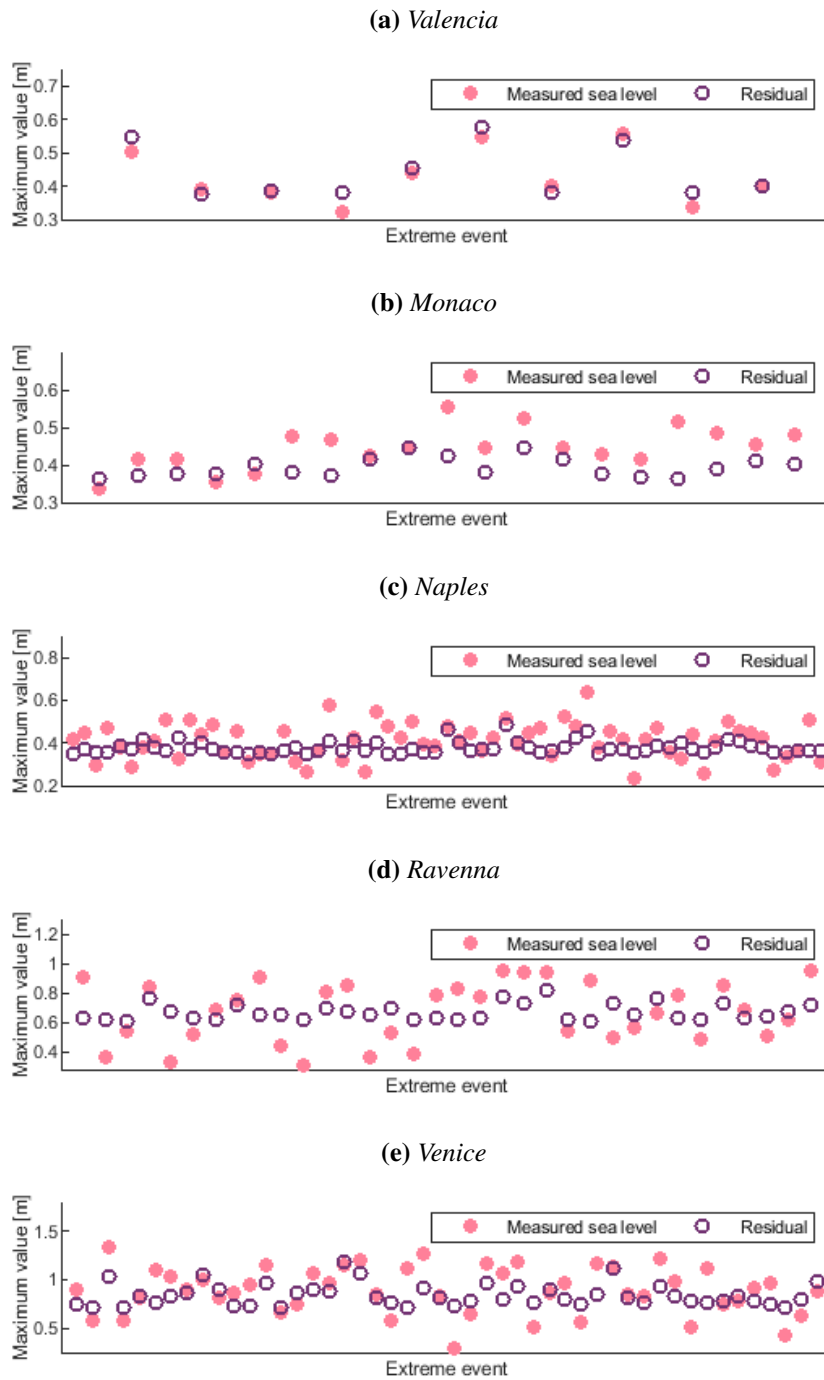 (a) Valencia
Maximum value [m]
0.7
0.6
0.5
0.4
0.3
Measured sea level Residual
Extreme event
(b) Monaco
Maximum value [m]
0.6
0.5
0.4
0.3
Measured sea level Residual
Extreme event
(c) Naples
Maximum value [m]
0.8
0.6
0.4
0.2
Measured sea level Residual
Extreme event
(d) Ravenna
Maximum value [m]
1.2
1
0.8
0.6
0.4
Measured sea level Residual
Extreme event
(e) Venice
Maximum value [m]
1.5
1
0.5
Measured sea level Residual
Extreme event